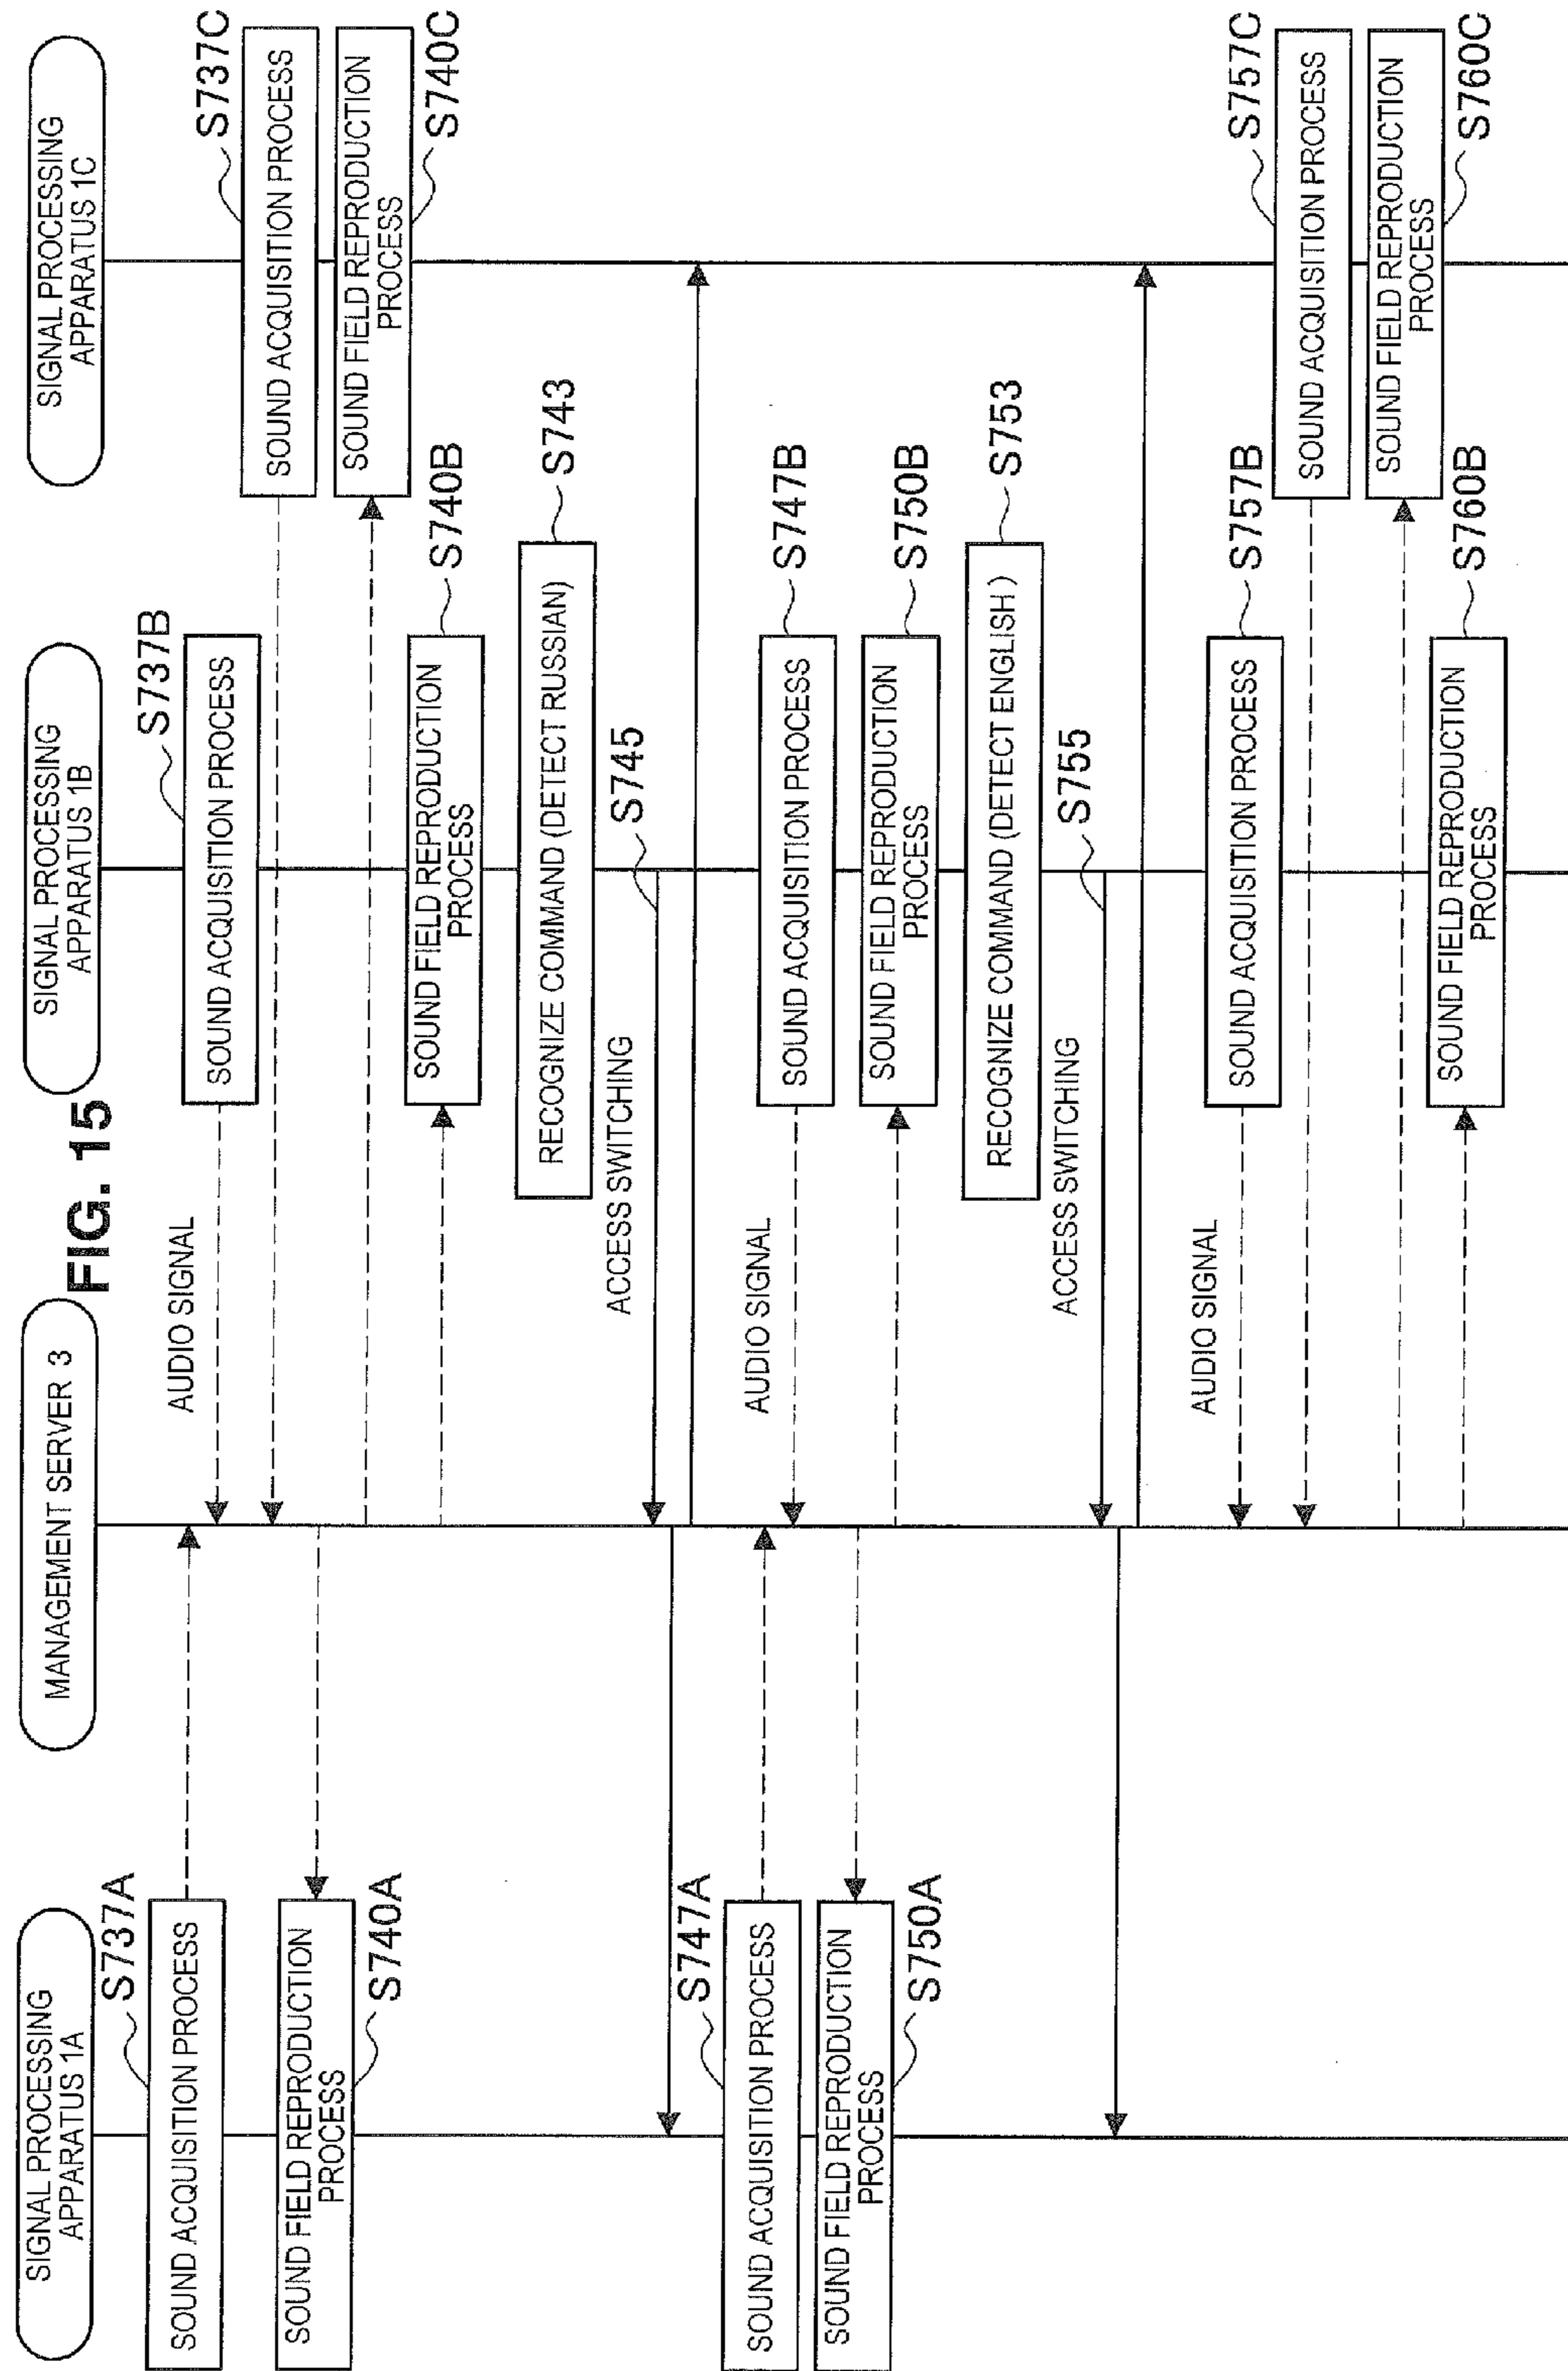 FIG. 15
SIGNAL PROCESSING
APPARATUS 1A
MANAGEMENT SERVER 3
SIGNAL PROCESSING
APPARATUS 1B
SIGNAL PROCESSING
APPARATUS 1C
S737A
SOUND ACQUISITION PROCESS
AUDIO SIGNAL
S737B
SOUND ACQUISITION PROCESS
S737C
SOUND ACQUISITION PROCESS
SOUND FIELD REPRODUCTION
PROCESS
S740A
SOUND FIELD REPRODUCTION
PROCESS
S740C
SOUND FIELD REPRODUCTION
PROCESS
S740B
RECOGNIZE COMMAND (DETECT RUSSIAN)
S743
ACCESS SWITCHING
S745
S747A
SOUND ACQUISITION PROCESS
AUDIO SIGNAL
SOUND ACQUISITION PROCESS
S747B
SOUND FIELD REPRODUCTION
PROCESS
S750A
SOUND FIELD REPRODUCTION
PROCESS
S750B
RECOGNIZE COMMAND (DETECT ENGLISH )
S753
ACCESS SWITCHING
S755
AUDIO SIGNAL
SOUND ACQUISITION PROCESS
S757B
S757C
SOUND ACQUISITION PROCESS
SOUND FIELD REPRODUCTION
PROCESS
S760C
SOUND FIELD REPRODUCTION
PROCESS
S760B